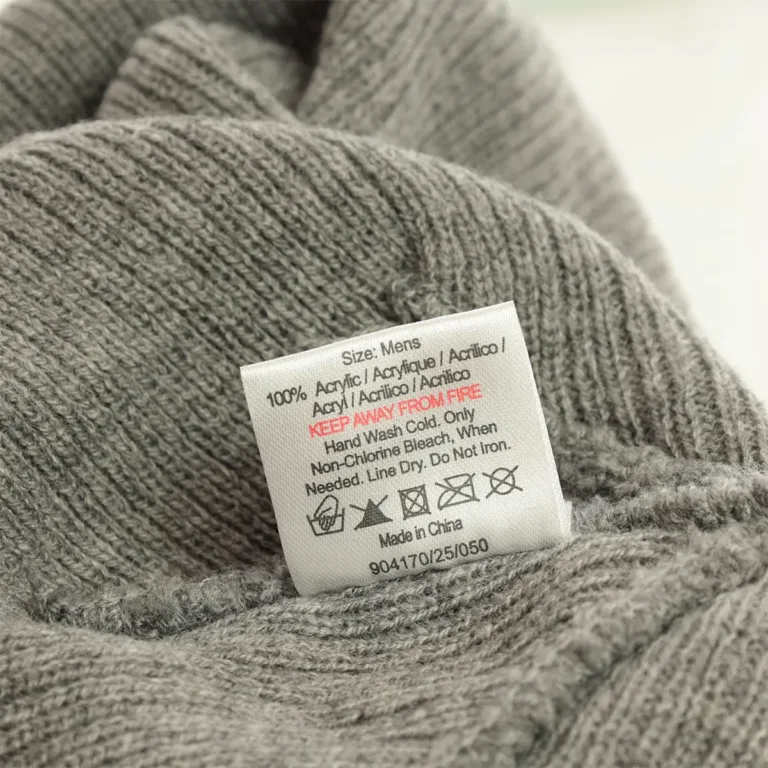 Size: Mens
100% Acrylic / Acrylique / Acrilico /
Acryl / Acrilico / Acrilico
KEEP AWAY FROM FIRE
Hand Wash Cold. Only
Non-Chlorine Bleach, When
Needed. Line Dry. Do Not Iron.
Made in China
904170/25/050